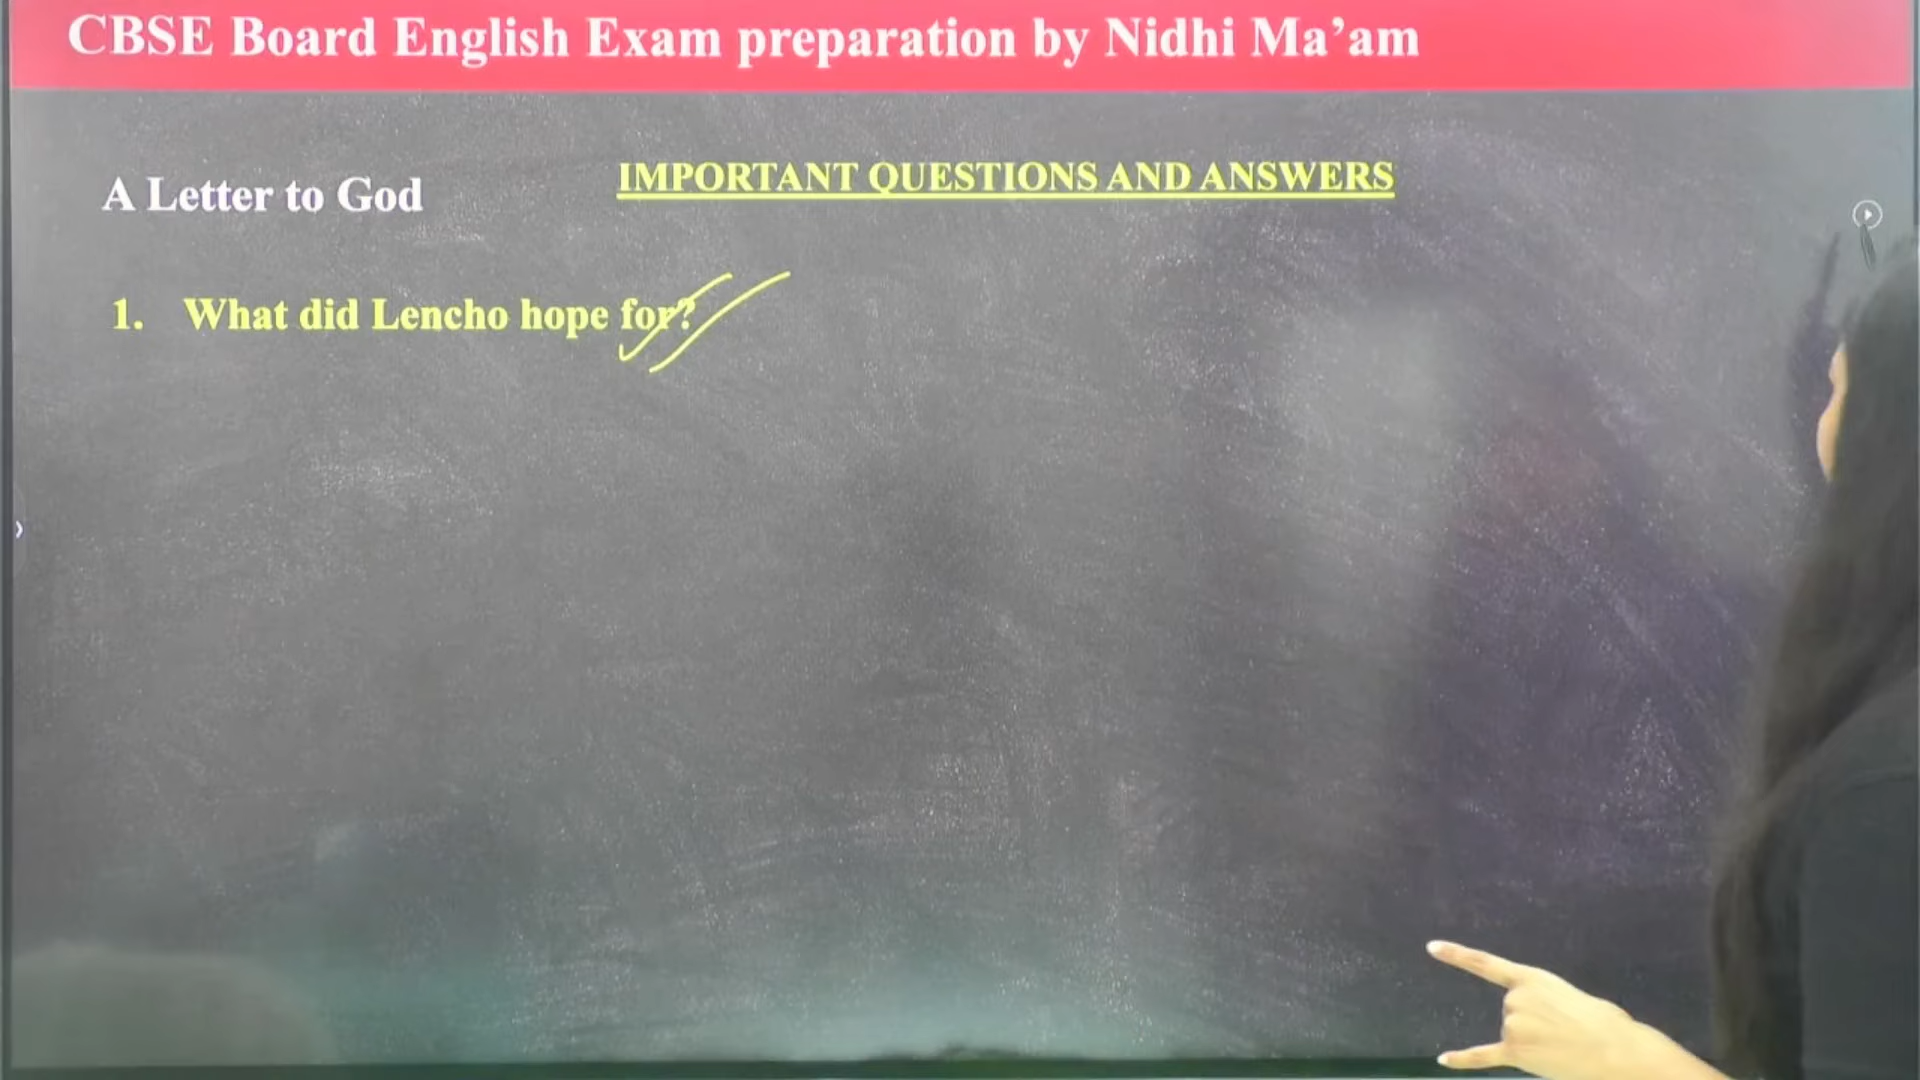 CBSE Board English Exam preparation by Nidhi Ma’am
IMPORTANT QUESTIONS AND ANSWERS
A Letter to God
1. What did Lencho hope for?